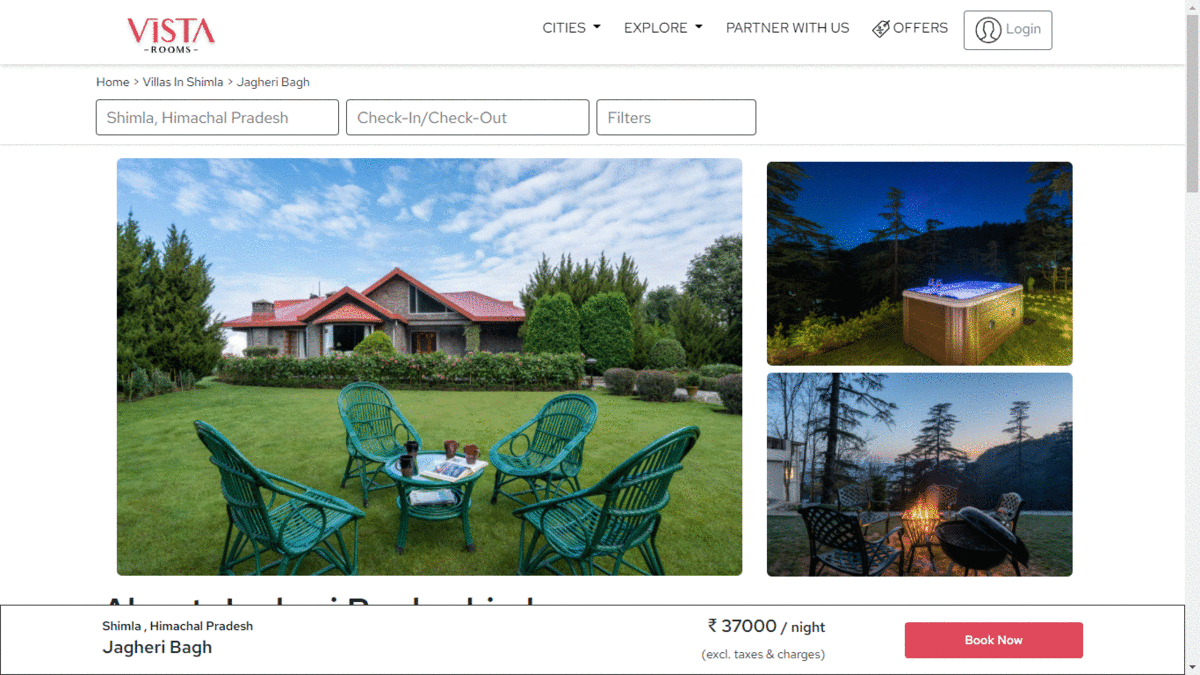 VISTA
-ROOMS-
CITIES
EXPLORE
PARTNER WITH US
OFFERS
Login
Home > Villas In Shimla > Jagheri Bagh
Shimla, Himachal Pradesh
Check-In/Check-Out
Filters
Shimla , Himachal Pradesh
Jagheri Bagh
₹ 37000 / night
(excl. taxes & charges)
Book Now